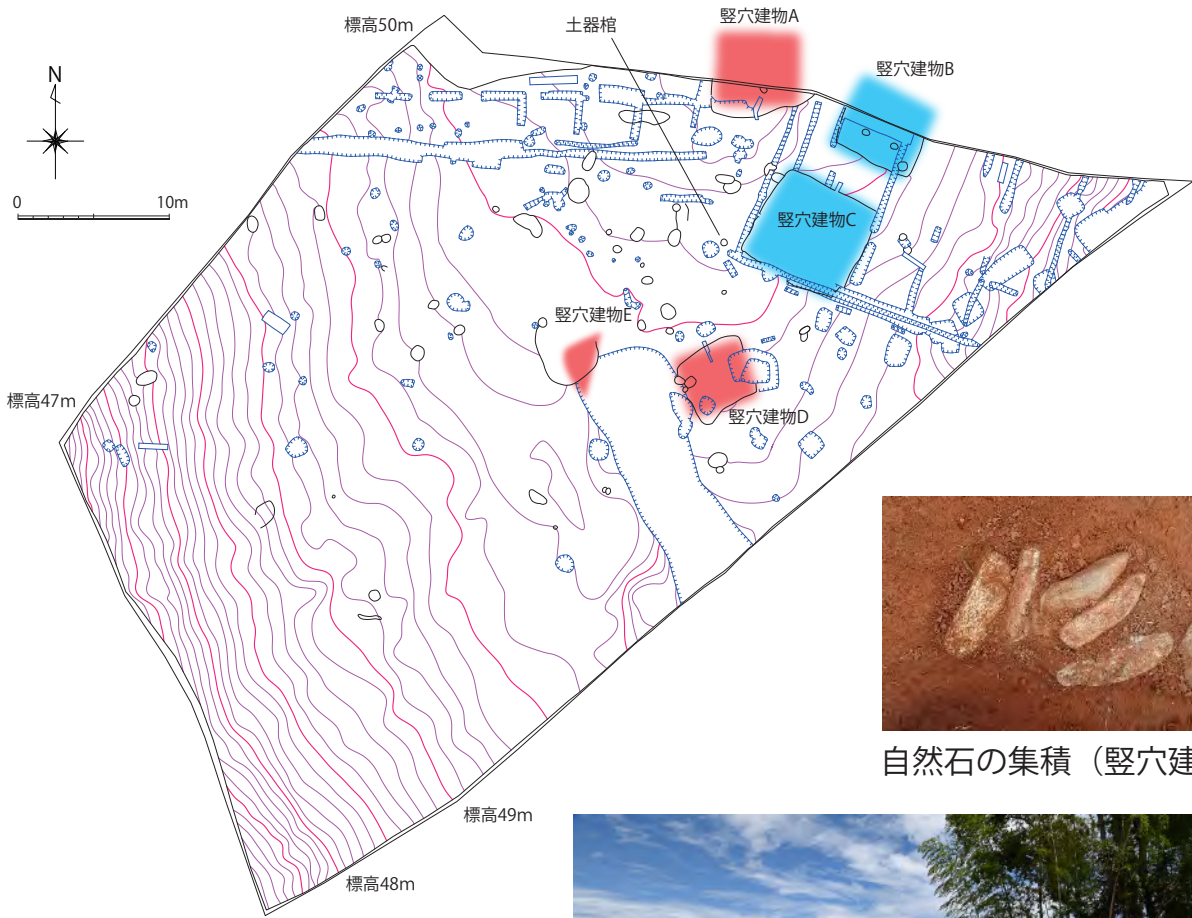 標高50m
土器棺
竪穴建物A
竪穴建物B
N
0 10m
竪穴建物C
竪穴建物E
竪穴建物D
標高47m
自然石の集積（竪穴建
標高49m
標高48m